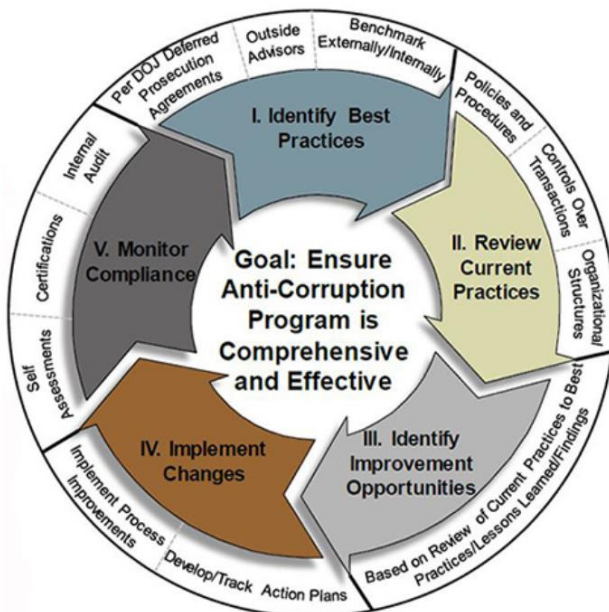 Per DOJ Deferred
Prosecution
Agreements
Outside
Advisors
Benchmark
Externally/Internally
I. Identify Best
Practices
Policies and
Procedures
Controls Over
Transactions
Organizational/
Structures
II. Review
Current
Practices
III. Identify
Improvement
Opportunities
Based on Review of Current Practices to Best
Practices/Lessons Learned/Findings
IV. Implement
Changes
Develop/Track Action Plans
Implement Process
Improvements
V. Monitor
Compliance
Self
Assessments
Certifications
Internal
Audit
Goal: Ensure
Anti-Corruption
Program is
Comprehensive
and Effective